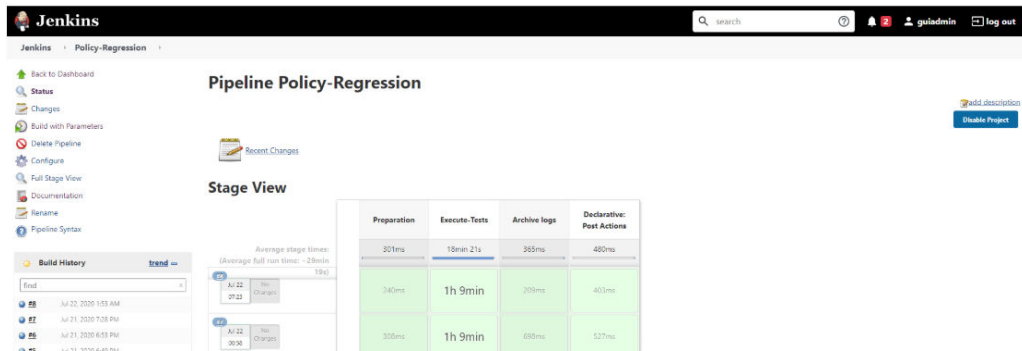 Jenkins
search
2
guiadmin
log out
Jenkins
Policy-Regression
Back to Dashboard
Status
Changes
Build with Parameters
Delete Pipeline
Configure
Full Stage View
Documentation
Rename
Pipeline Syntax
Build History
trend
find
x
#8 Jul 22, 2020 1:53 AM
#7 Jul 21, 2020 7:28 PM
#6 Jul 21, 2020 6:53 PM
#5
Pipeline Policy-Regression
add description
Disable Project
Recent Changes
Stage View
Preparation Execute-Tests Archive logs Declarative: Post Actions
Average stage times: 301ms 18min 21s 365ms 480ms
(Average full run time: ~29min
19s)
#8
Jul 22 No Changes
07:23
240ms 1h 9min 209ms 403ms
#7
Jul 22 No Changes
00:58
1h 9min 698ms 527ms